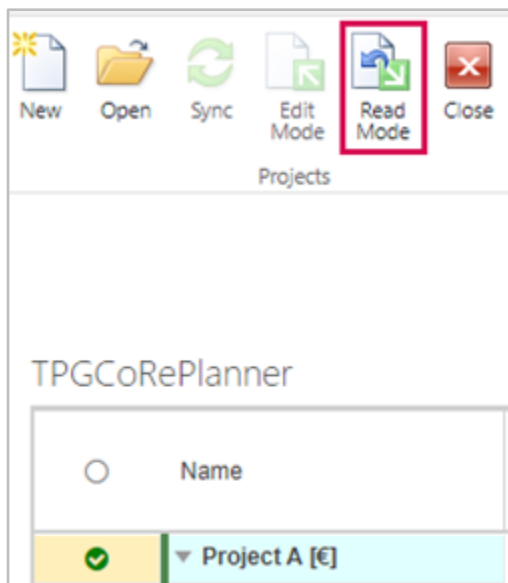 New Open Sync Edit Mode Read Mode Close
Projects
TPGCoRePlanner
Name
Project A [€]